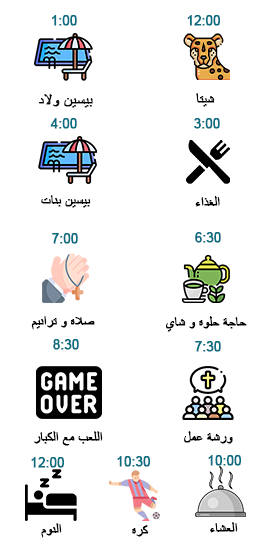 12:00
شيتا
1:00
بيسين ولاد
3:00
الغذاء
4:00
بيسين بنات
6:30
حاجة حلوه و شاي
7:00
صلاه و ترانيم
7:30
ورشة عمل
8:30
GAME
OVER
اللعب مع الكبار
10:00
العشاء
10:30
كره
12:00
النوم